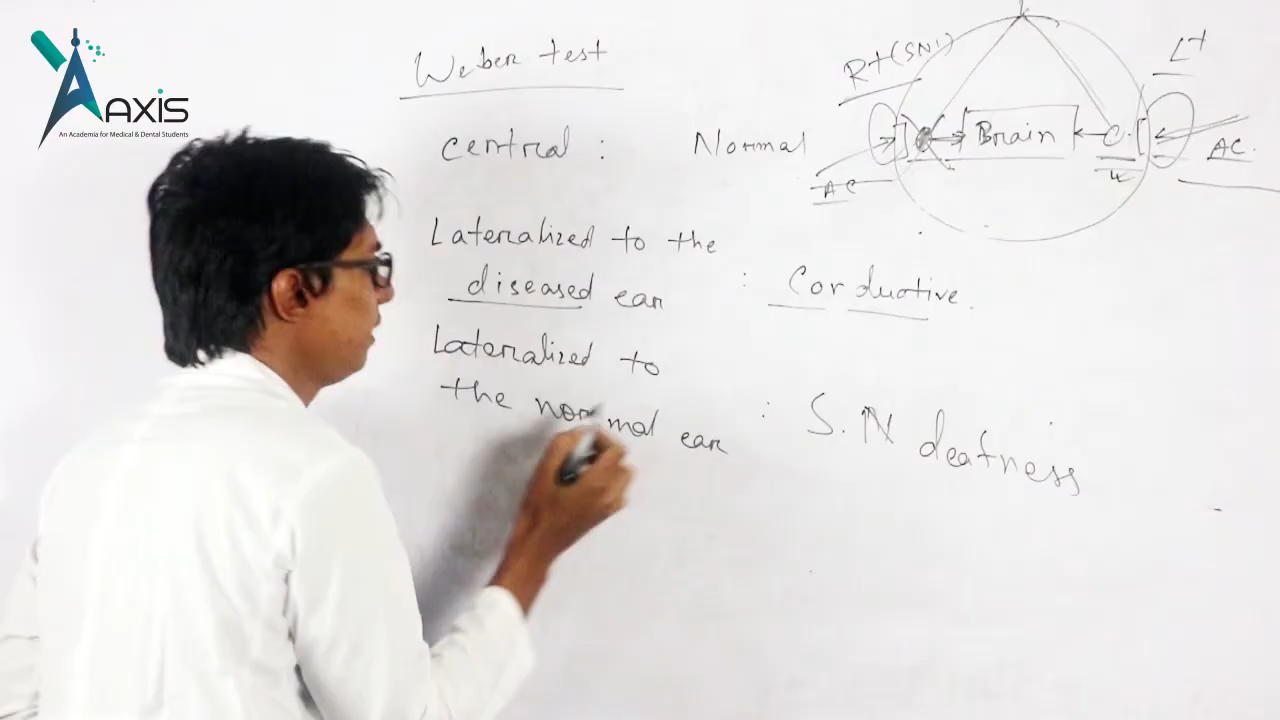 AXIS
An Academia for Medical & Dental Students
Weber test
central : Normal
Lateralized to the
diseased ear : Conductive.
Lateralized to
the normal ear : S.N deafness
Rt (SN)
Lt
Brain
C.
AC
AC.